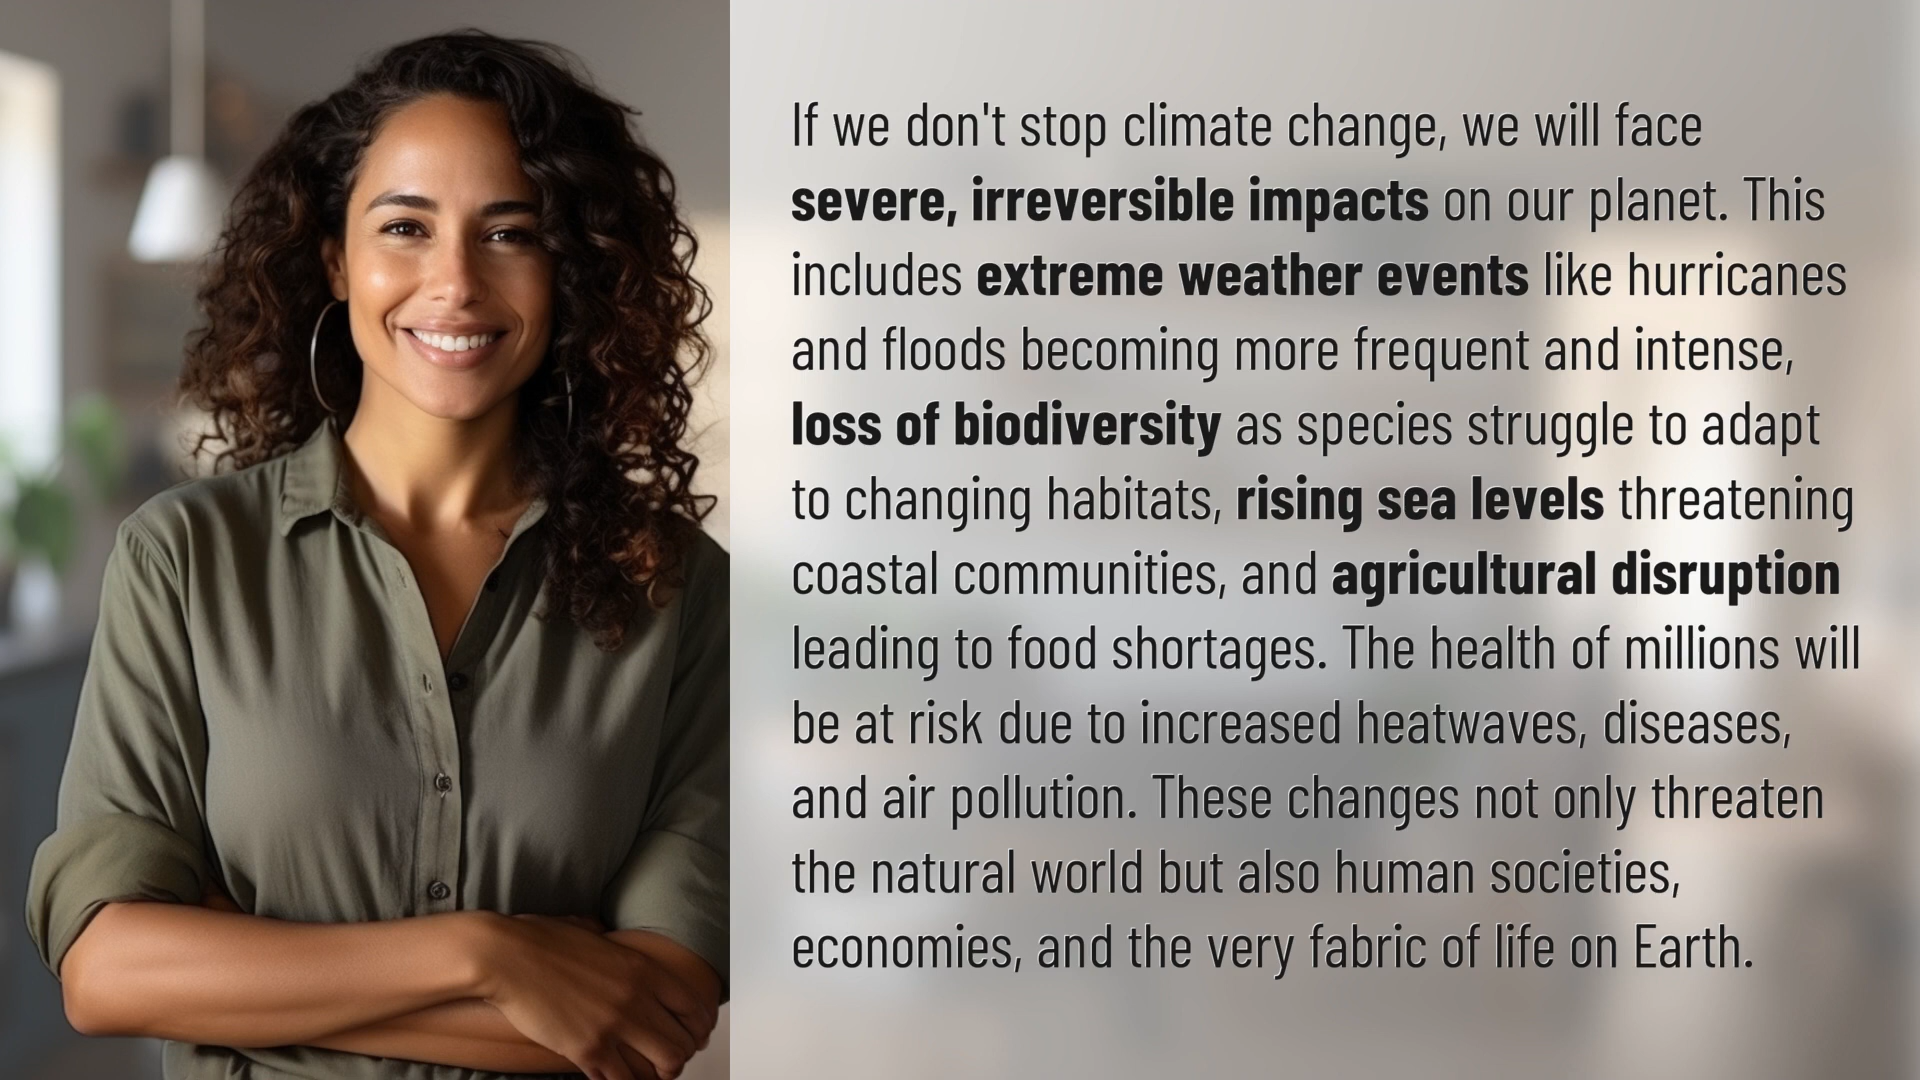 If we don't stop climate change, we will face
severe, irreversible impacts on our planet. This
includes extreme weather events like hurricanes
and floods becoming more frequent and intense,
loss of biodiversity as species struggle to adapt
to changing habitats, rising sea levels threatening
coastal communities, and agricultural disruption
leading to food shortages. The health of millions will
be at risk due to increased heatwaves, diseases,
and air pollution. These changes not only threaten
the natural world but also human societies,
economies, and the very fabric of life on Earth.